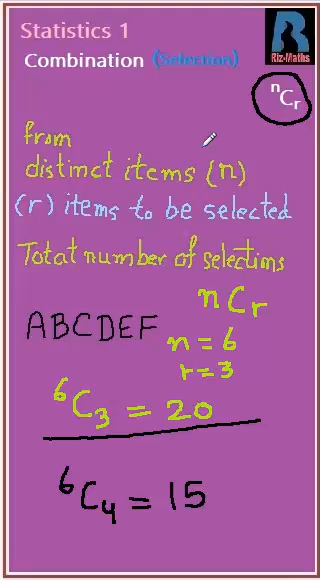 Statistics 1
Riz-Maths
Combination (Selection)
ⁿCᵣ
from
distinct items (n)
(r) items to be selected
Total number of selections
nCr
ABCDEF
n = 6
r = 3
⁶C₃ = 20
⁶C₄ = 15